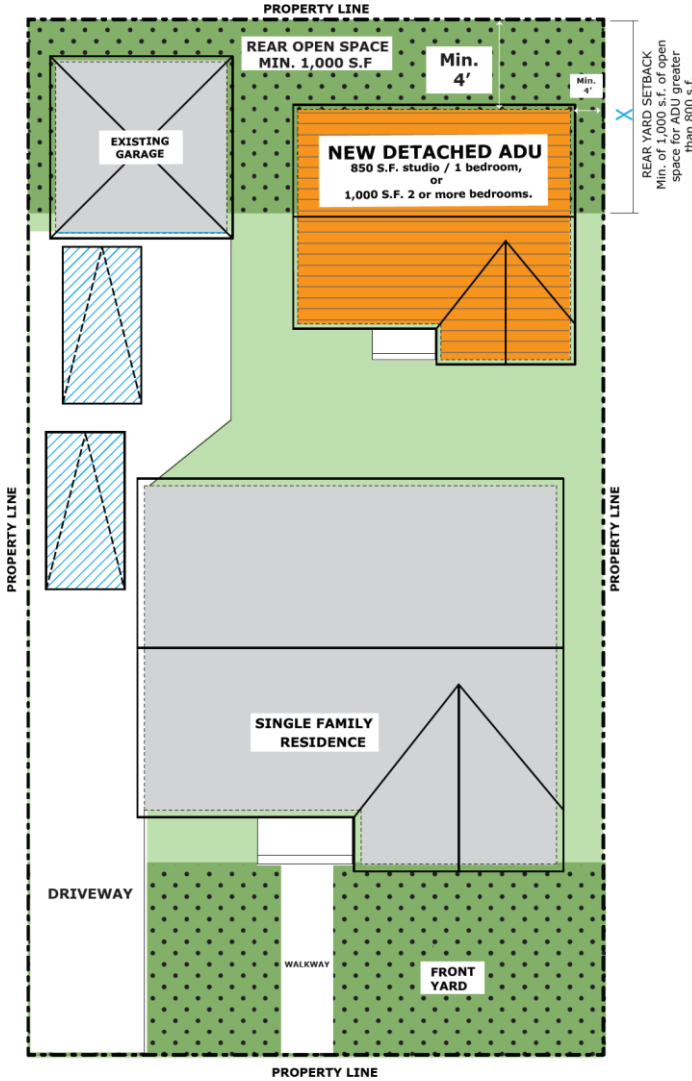 PROPERTY LINE
REAR OPEN SPACE
MIN. 1,000 S.F
Min.
4'
Min.
4'
REAR YARD SETBACK
Min. of 1,000 s.f. of open
space for ADU greater
than 800 s.f.
EXISTING
GARAGE
NEW DETACHED ADU
850 S.F. studio / 1 bedroom,
or
1,000 S.F. 2 or more bedrooms.
PROPERTY LINE
PROPERTY LINE
SINGLE FAMILY
RESIDENCE
DRIVEWAY
WALKWAY
FRONT
YARD
PROPERTY LINE